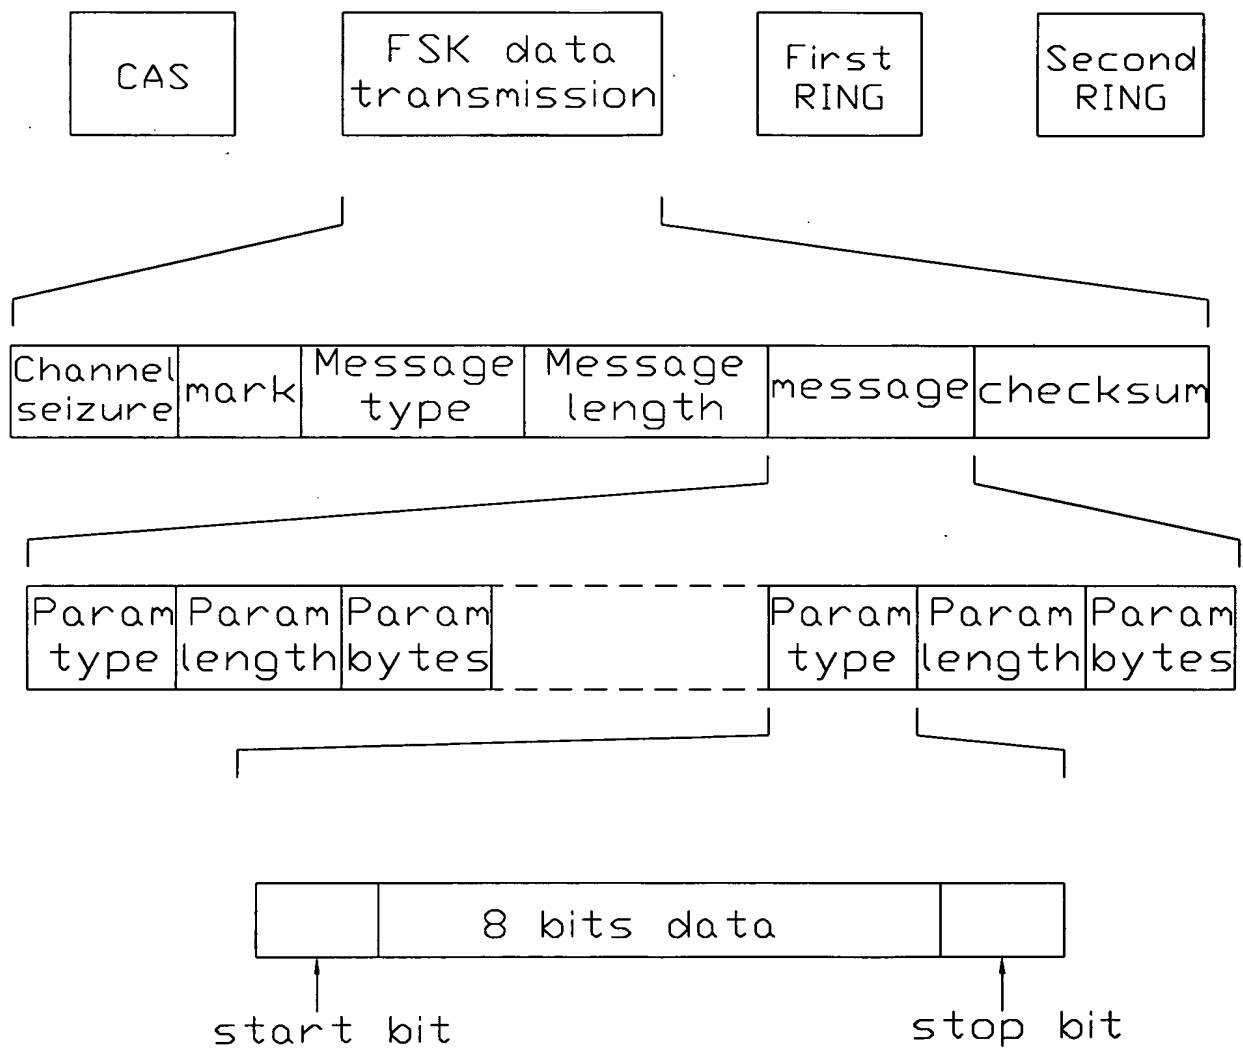 CAS
FSK data
transmission
First
RING
Second
RING
Channel
seizure
mark
Message
type
Message
length
message
checksum
Param
type
Param
length
Param
bytes
Param
type
Param
length
Param
bytes
8 bits data
start bit
stop bit